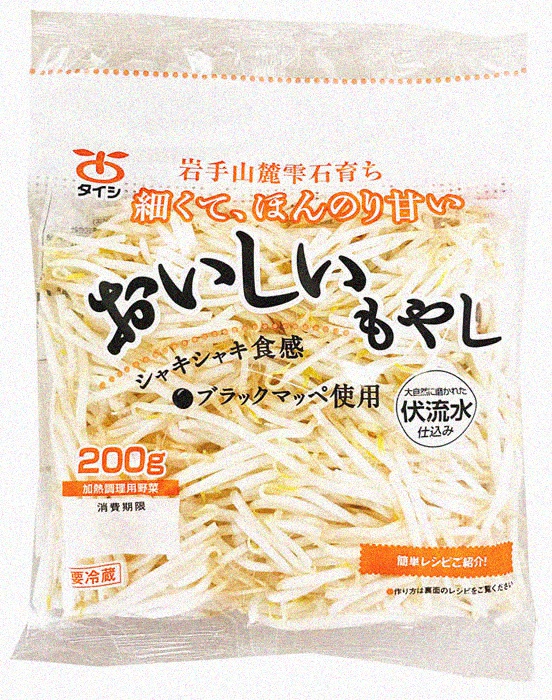 タイシ
岩手山麓雫石育ち
細くて、ほんのり甘い
おいしい
もやし
シャキシャキ食感
●ブラックマッペ使用
大自然に磨かれた
伏流水
仕込み
200g
加熱調理用野菜
消費期限
要冷蔵
簡単レシピご紹介!
●作り方は裏面のレシピをご覧ください